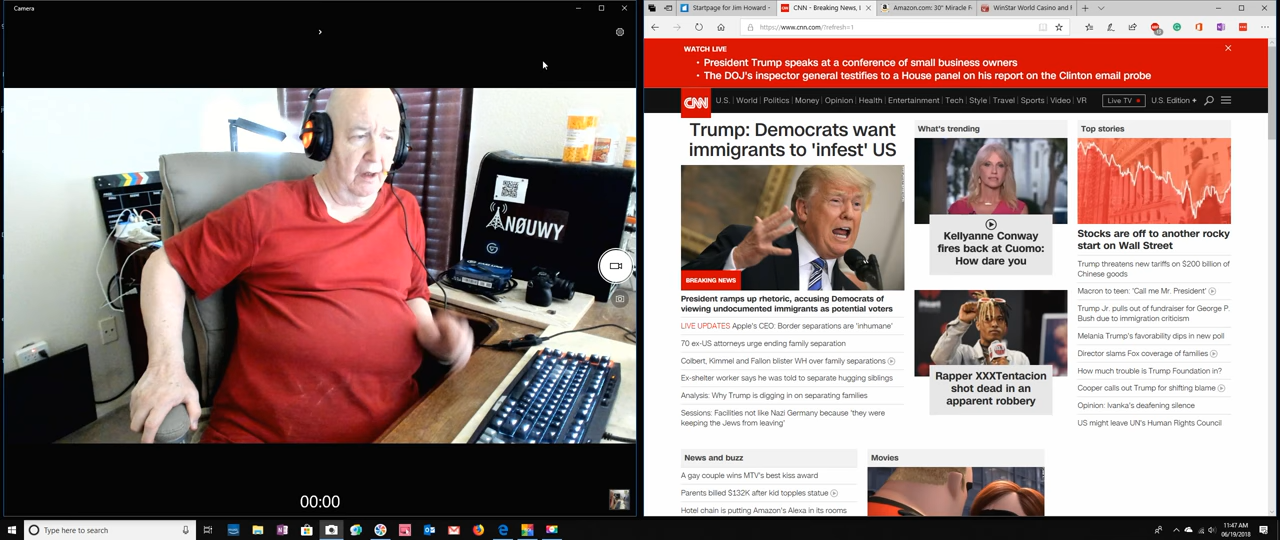 Camera
NØUWY
00:00
Startpage for Jim Howard -
CNN - Breaking News, I
Amazon.com: 30" Miracle F
WinStar World Casino and R
https://www.cnn.com/?refresh=1
WATCH LIVE
• President Trump speaks at a conference of small business owners
• The DOJ's inspector general testifies to a House panel on his report on the Clinton email probe
CNN
U.S. | World | Politics | Money | Opinion | Health | Entertainment | Tech | Style | Travel | Sports | Video | VR
Live TV •
U.S. Edition +
Trump: Democrats want
immigrants to 'infest' US
BREAKING NEWS
President ramps up rhetoric, accusing Democrats of
viewing undocumented immigrants as potential voters
LIVE UPDATES Apple's CEO: Border separations are 'inhumane'
70 ex-US attorneys urge ending family separation
Colbert, Kimmel and Fallon blister WH over family separations
Ex-shelter worker says he was told to separate hugging siblings
Analysis: Why Trump is digging in on separating families
Sessions: Facilities not like Nazi Germany because 'they were
keeping the Jews from leaving'
What's trending
Kellyanne Conway
fires back at Cuomo:
How dare you
Rapper XXXTentacion
shot dead in an
apparent robbery
Top stories
Stocks are off to another rocky
start on Wall Street
Trump threatens new tariffs on $200 billion of
Chinese goods
Macron to teen: 'Call me Mr. President'
Trump Jr. pulls out of fundraiser for George P.
Bush due to immigration criticism
Melania Trump's favorability dips in new poll
Director slams Fox coverage of families
How much trouble is Trump Foundation in?
Cooper calls out Trump for shifting blame
Opinion: Ivanka's deafening silence
US might leave UN's Human Rights Council
News and buzz
A gay couple wins MTV's best kiss award
Parents billed $132K after kid topples statue
Hotel chain is putting Amazon's Alexa in its rooms
Movies
Type here to search
11:47 AM
06/19/2018